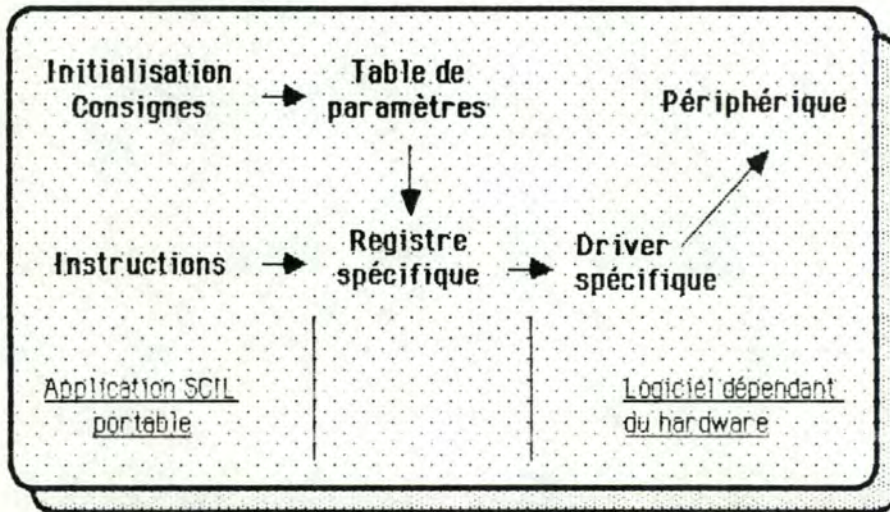 Initialisation
Consignes
Table de
paramètres
Périphérique
Instructions
Registre
spécifique
Driver
spécifique
Application SCIL
portable
Logiciel dépendant
du hardware